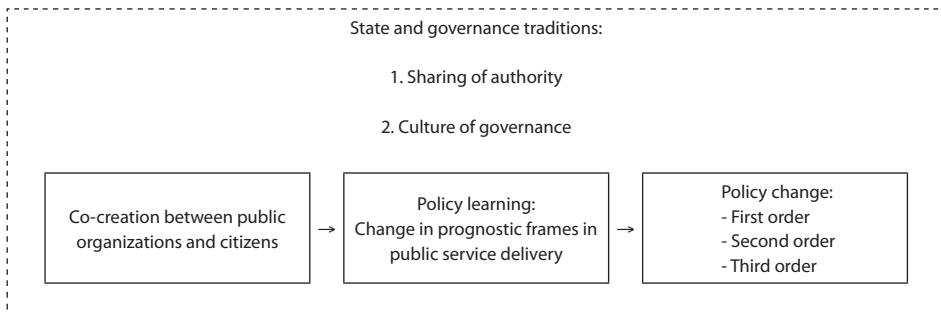 State and governance traditions:
1. Sharing of authority
2. Culture of governance
Co-creation between public
organizations and citizens
→
Policy learning:
Change in prognostic frames in
public service delivery
→
Policy change:
- First order
- Second order
- Third order